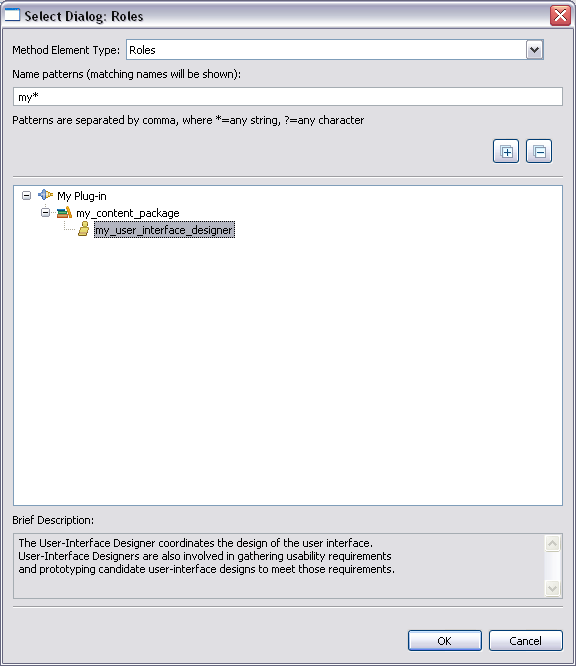 Select Dialog: Roles
Method Element Type: Roles
Name patterns (matching names will be shown):
my*
Patterns are separated by comma, where *=any string, ?=any character
My Plug-in
my_content_package
my_user_interface_designer
Brief Description:
The User-Interface Designer coordinates the design of the user interface.
User-Interface Designers are also involved in gathering usability requirements
and prototyping candidate user-interface designs to meet those requirements.
OK Cancel